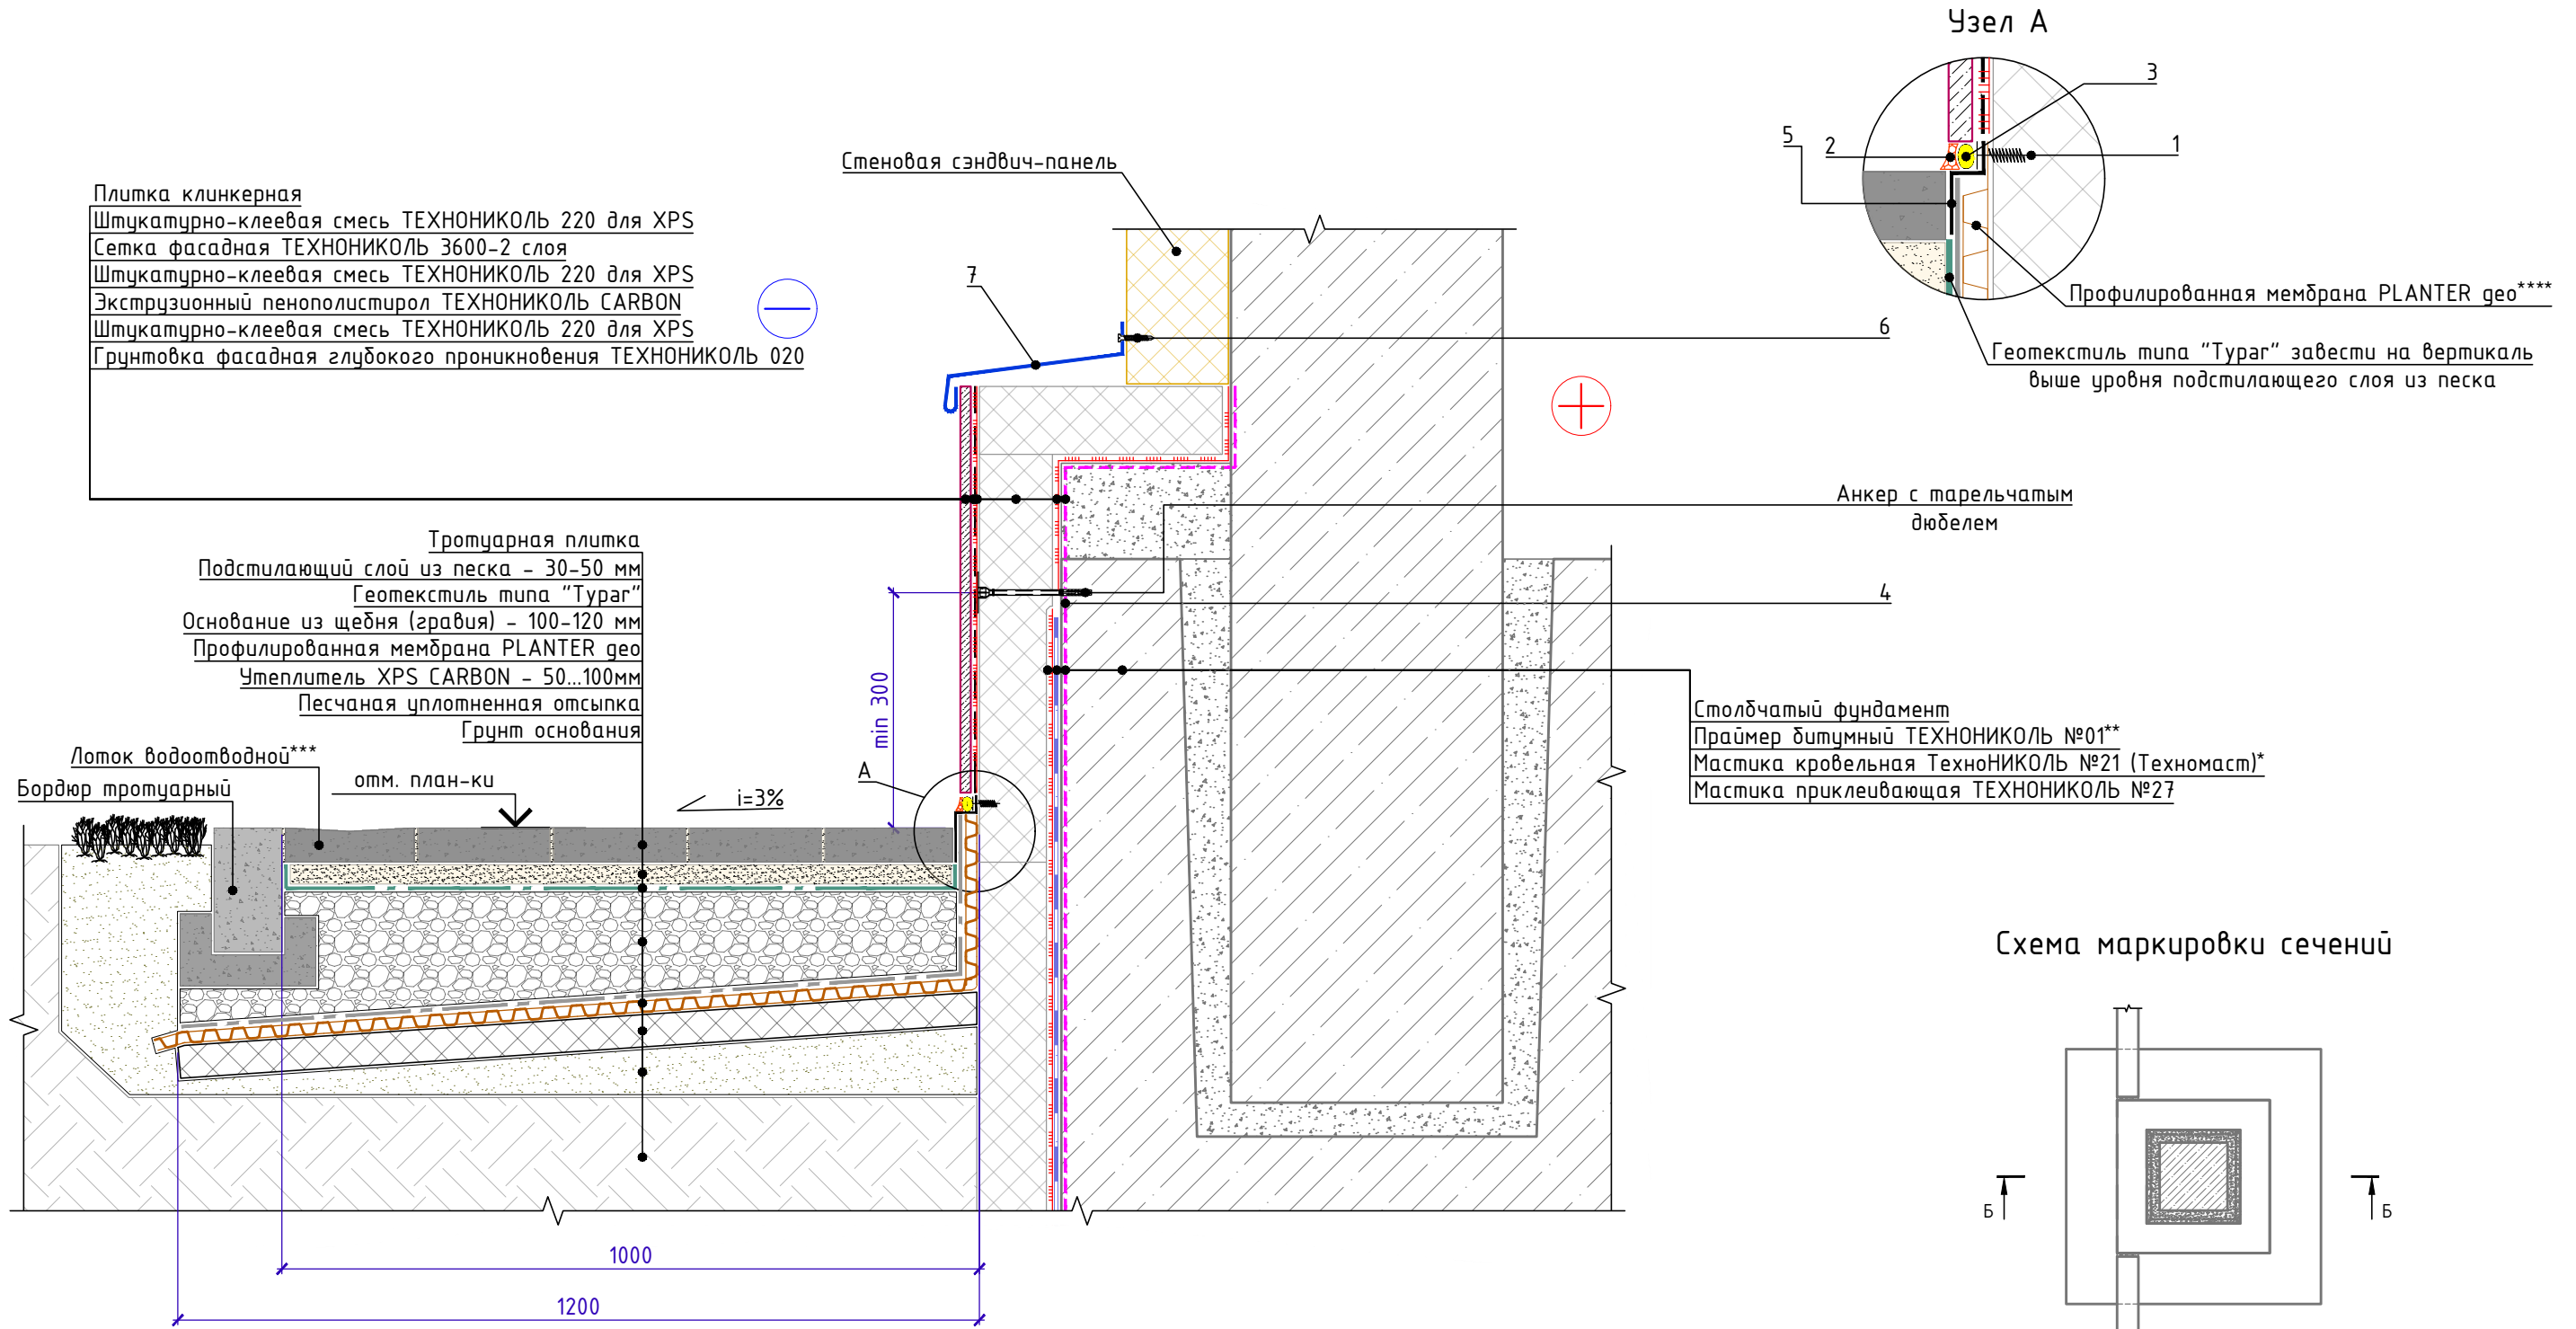 Узел А
3
5
2
1
Профилированная мембрана PLANTER geo****
Геотекстиль типа "Typar" завести на вертикаль
выше уровня подстилающего слоя из песка
Стеновая сэндвич-панель
Плитка клинкерная
Штукатурно-клеевая смесь ТЕХНОНИКОЛЬ 220 для XPS
Сетка фасадная ТЕХНОНИКОЛЬ 3600-2 слоя
Штукатурно-клеевая смесь ТЕХНОНИКОЛЬ 220 для XPS
Экструзионный пенополистирол ТЕХНОНИКОЛЬ CARBON
Штукатурно-клеевая смесь ТЕХНОНИКОЛЬ 220 для XPS
Грунтовка фасадная глубокого проникновения ТЕХНОНИКОЛЬ 020
7
6
Анкер с тарельчатым
дюбелем
4
Тротуарная плитка
Подстилающий слой из песка - 30-50 мм
Геотекстиль типа "Typar"
Основание из щебня (гравия) - 100-120 мм
Профилированная мембрана PLANTER geo
Утеплитель XPS CARBON - 50...100мм
Песчаная уплотненная отсыпка
Грунт основания
Лоток водоотводной***
Бордюр тротуарный
отм. план-ки
i=3%
А
min 300
Столбчатый фундамент
Праймер битумный ТЕХНОНИКОЛЬ №01**
Мастика кровельная ТехноНИКОЛЬ №21 (Техномаст)*
Мастика приклеивающая ТЕХНОНИКОЛЬ №27
1000
1200
Схема маркировки сечений
Б
Б